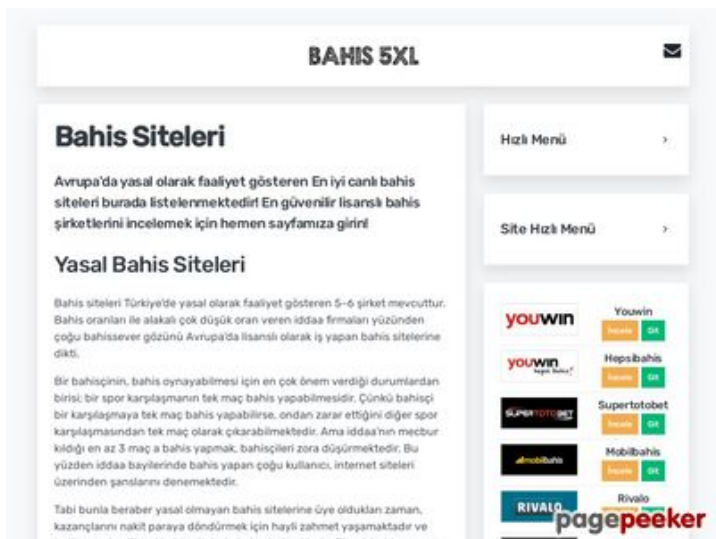 BAHIS 5XL
Bahis Siteleri
Avrupa'da yasal olarak faaliyet gösteren En iyi canlı bahis
siteleri burada listelenmektedir! En güvenilir lisanslı bahis
şirketlerini incelemek için hemen sayfamıza girin!
Yasal Bahis Siteleri
Bahis siteleri Türkiye'de yasal olarak faaliyet gösteren 5-6 şirket mevcuttur.
Bahis oranları ile alakalı çok düşük oran veren iddaa firmaları yüzünden
çoğu bahissever gözünü Avrupa'da lisanslı olarak iş yapan bahis sitelerine
dikti.
Bir bahisçinin, bahis oynayabilmesi için en çok önem verdiği durumlardan
birisi; bir spor karşılaşmanın tek maç bahis yapabilmesidir. Çünkü bahisçi
bir karşılaşmaya tek maç bahis yapabilirse, ondan zarar ettiğini diğer spor
karşılaşmasından tek maç olarak çıkarabilmektedir. Ama iddaa'nın mecbur
kıldığı en az 3 maç a bahis yapmak, bahisçileri zora düşürmektedir. Bu
yüzden iddaa bayilerinde bahis yapan çoğu kullanıcı, internet siteleri
üzerinden şanslarını denemektedir.
Tabi bunla beraber yasal olmayan bahis sitelerine üye oldukları zaman,
kazançlarını nakit paraya döndürmek için hayli zahmet yaşamaktadır ve
Hızlı Menü
Site Hızlı Menü
youwin
Youwin
İncele Git
youwin
Hepsibahis
İncele Git
SUPERTOTOBET
Supertotobet
İncele Git
mobilbahis
Mobilbahis
İncele Git
RIVALO
Rivalo
pagepeeker